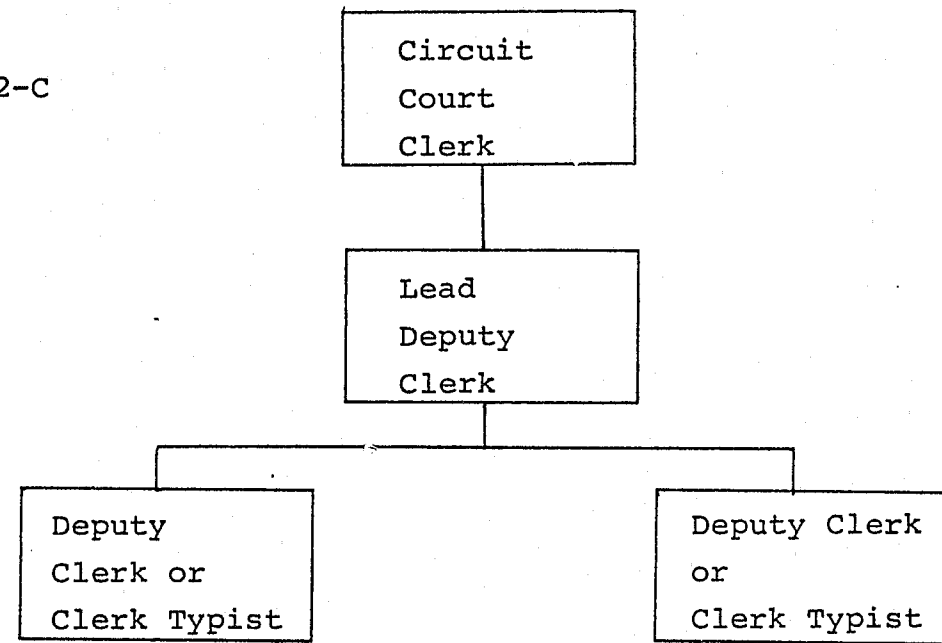 2-C
Circuit
Court
Clerk
Lead
Deputy
Clerk
Deputy
Clerk or
Clerk Typist
Deputy Clerk
or
Clerk Typist